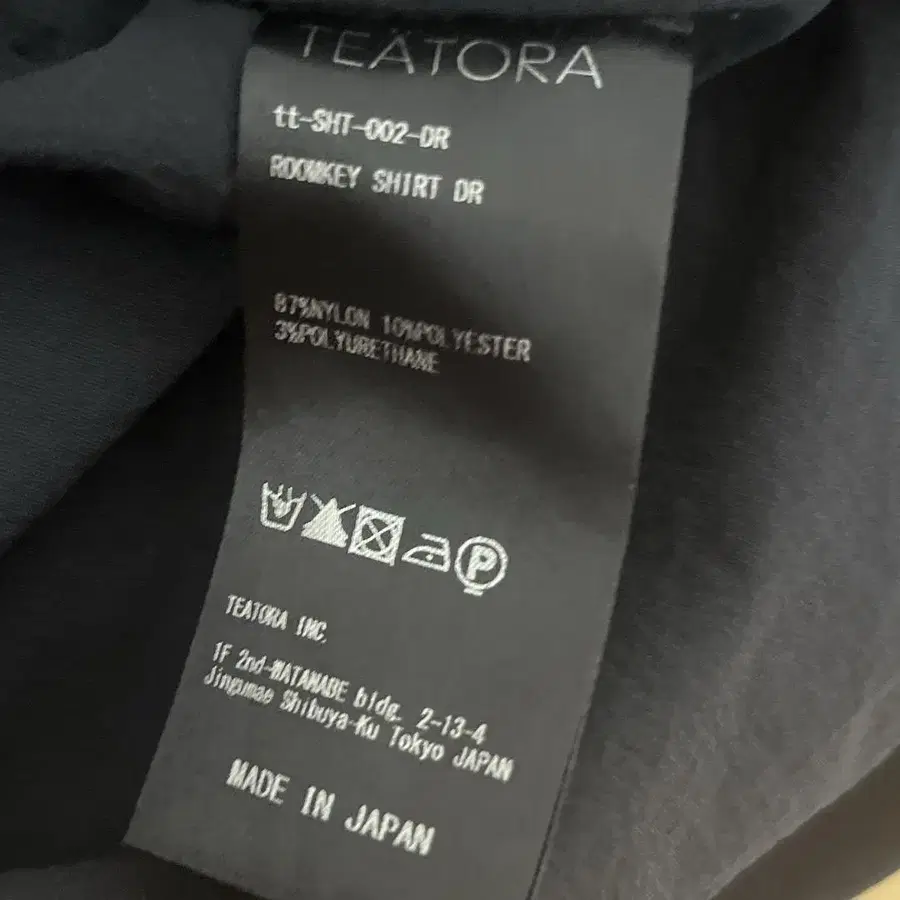 TEÄTORA
tt-SHT-002-DR
ROOMKEY SHIRT DR
87%NYLON 10%POLYESTER
3%POLYURETHANE
P
TEATORA INC.
1F 2nd-WATANABE bldg. 2-13-4
Jingumae Shibuya-Ku Tokyo JAPAN
MADE IN JAPAN